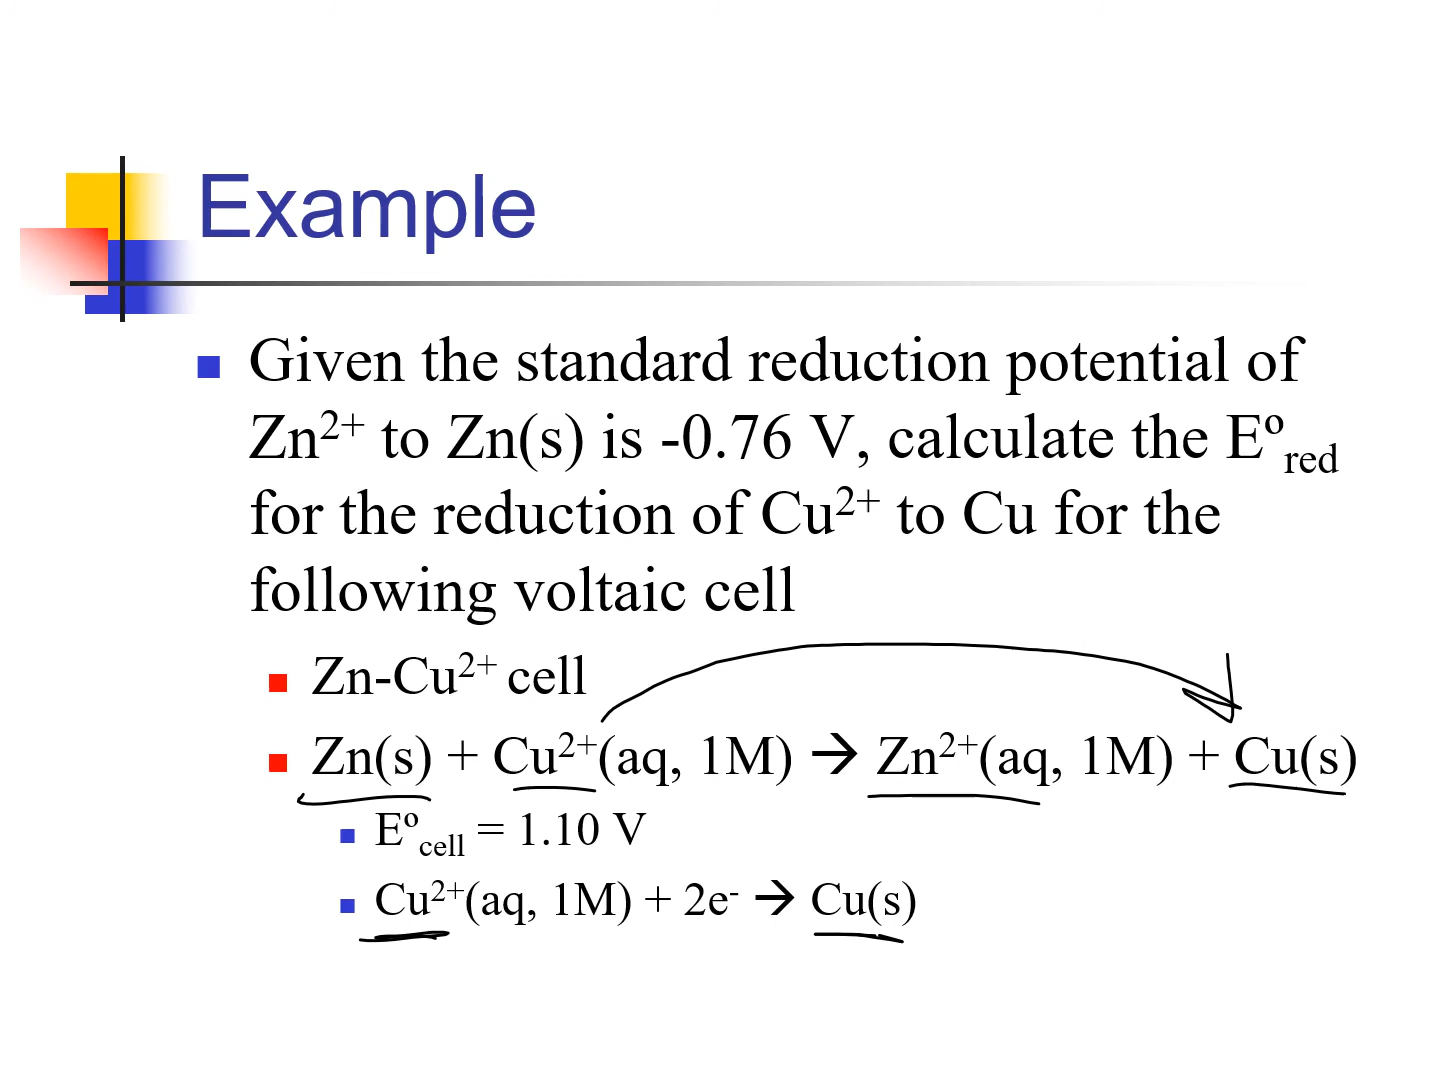 Example
Given the standard reduction potential of
Zn²⁺ to Zn(s) is -0.76 V, calculate the Eº_red
for the reduction of Cu²⁺ to Cu for the
following voltaic cell
Zn-Cu²⁺ cell
Zn(s) + Cu²⁺(aq, 1M) → Zn²⁺(aq, 1M) + Cu(s)
Eº_cell = 1.10 V
Cu²⁺(aq, 1M) + 2e⁻ → Cu(s)